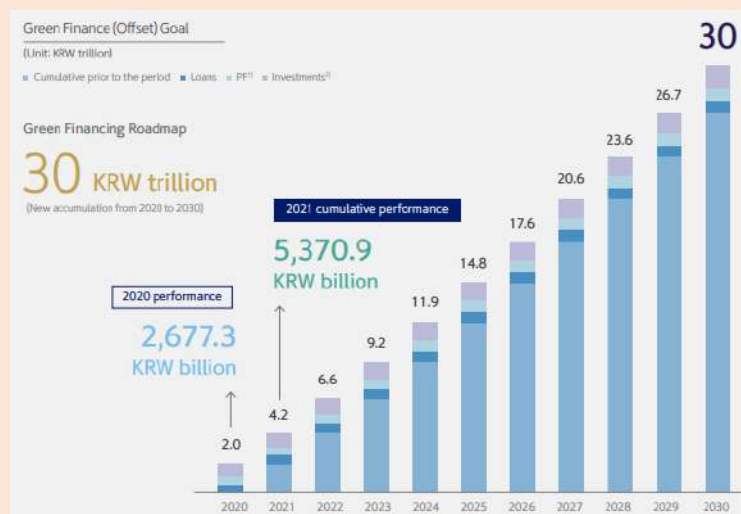 Green Finance (Offset) Goal
(Unit: KRW trillion)
Cumulative prior to the period Loans PF1) Investments2)
Green Financing Roadmap
30 KRW trillion
(New accumulation from 2020 to 2030)
2021 cumulative performance
5,370.9
KRW billion
2020 performance
2,677.3
KRW billion
2.0
4.2
6.6
9.2
11.9
14.8
17.6
20.6
23.6
26.7
30
2020 2021 2022 2023 2024 2025 2026 2027 2028 2029 2030